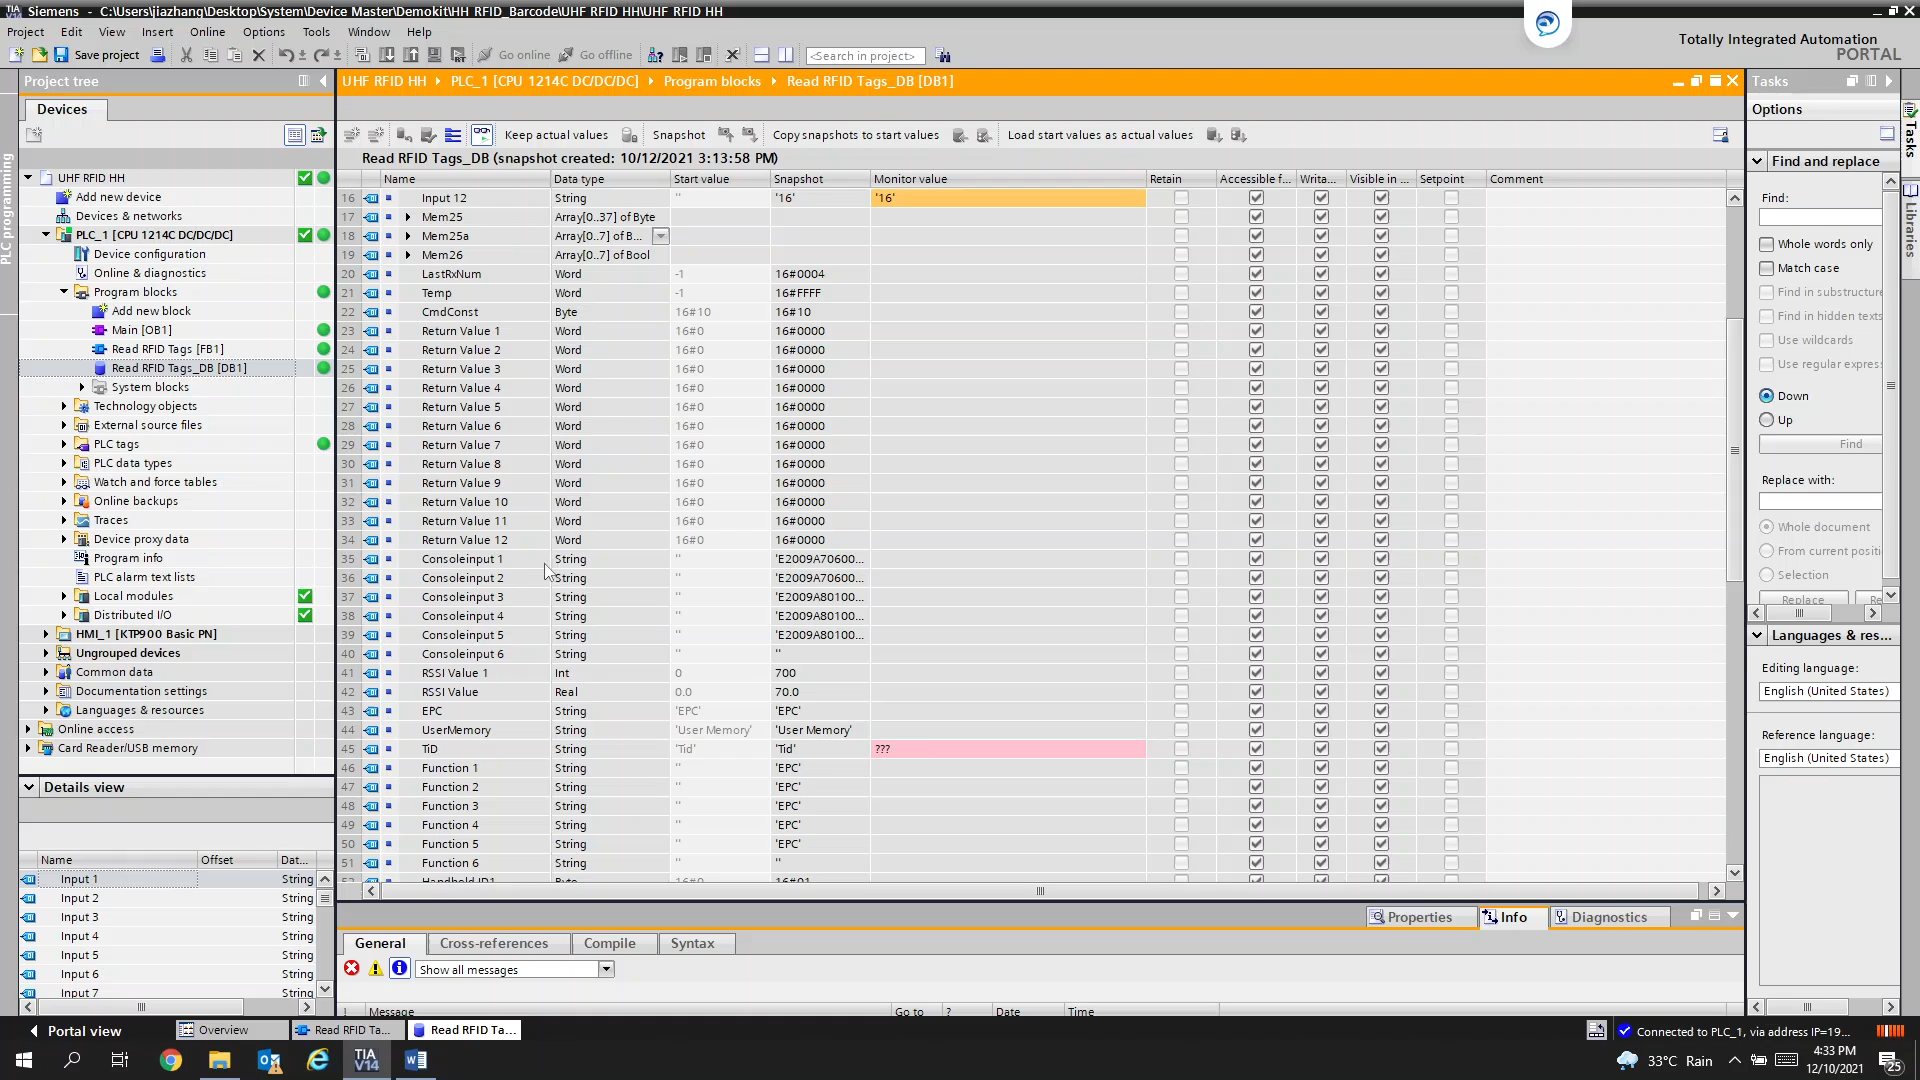 Siemens - C:\Users\jiazhang\Desktop\System\Device Master\Demokit\HH RFID_Barcode\UHF RFID HH\UHF RFID HH
Project Edit View Insert Online Options Tools Window Help
Totally Integrated Automation
PORTAL
Save project
Go online
Go offline
<Search in project>
Project tree
UHF RFID HH PLC_1 [CPU 1214C DC/DC/DC] Program blocks Read RFID Tags_DB [DB1]
Tasks
Devices
Options
PLC programming
Tasks
Libraries
Keep actual values Snapshot Copy snapshots to start values Load start values as actual values
Read RFID Tags_DB (snapshot created: 10/12/2021 3:13:58 PM)
UHF RFID HH
Add new device
Devices & networks
PLC_1 [CPU 1214C DC/DC/DC]
Device configuration
Online & diagnostics
Program blocks
Add new block
Main [OB1]
Read RFID Tags [FB1]
Read RFID Tags_DB [DB1]
System blocks
Technology objects
External source files
PLC tags
PLC data types
Watch and force tables
Online backups
Traces
Device proxy data
Program info
PLC alarm text lists
Local modules
Distributed I/O
HMI_1 [KTP900 Basic PN]
Ungrouped devices
Common data
Documentation settings
Languages & resources
Online access
Card Reader/USB memory
Details view
Name Offset Dat...
Input 1 String
Input 2 String
Input 3 String
Input 4 String
Input 5 String
Input 6 String
Input 7 String
Name Data type Start value Snapshot Monitor value Retain Accessible f... Writa... Visible in ... Setpoint Comment
16 Input 12 String '' '16' '16'
17 Mem25 Array[0..37] of Byte
18 Mem25a Array[0..7] of B...
19 Mem26 Array[0..7] of Bool
20 LastRxNum Word -1 16#0004
21 Temp Word -1 16#FFFF
22 CmdConst Byte 16#10 16#10
23 Return Value 1 Word 16#0 16#0000
24 Return Value 2 Word 16#0 16#0000
25 Return Value 3 Word 16#0 16#0000
26 Return Value 4 Word 16#0 16#0000
27 Return Value 5 Word 16#0 16#0000
28 Return Value 6 Word 16#0 16#0000
29 Return Value 7 Word 16#0 16#0000
30 Return Value 8 Word 16#0 16#0000
31 Return Value 9 Word 16#0 16#0000
32 Return Value 10 Word 16#0 16#0000
33 Return Value 11 Word 16#0 16#0000
34 Return Value 12 Word 16#0 16#0000
35 Consoleinput 1 String '' 'E2009A70600...
36 Consoleinput 2 String '' 'E2009A70600...
37 Consoleinput 3 String '' 'E2009A80100...
38 Consoleinput 4 String '' 'E2009A80100...
39 Consoleinput 5 String '' 'E2009A80100...
40 Consoleinput 6 String '' ''
41 RSSI Value 1 Int 0 700
42 RSSI Value Real 0.0 70.0
43 EPC String 'EPC' 'EPC'
44 UserMemory String 'User Memory' 'User Memory'
45 TiD String 'Tid' 'Tid' ???
46 Function 1 String '' 'EPC'
47 Function 2 String '' 'EPC'
48 Function 3 String '' 'EPC'
49 Function 4 String '' 'EPC'
50 Function 5 String '' 'EPC'
51 Function 6 String '' ''
Find and replace
Find:
Whole words only
Match case
Find in substructure
Find in hidden texts
Use wildcards
Use regular express
Down
Up
Find
Replace with:
Whole document
From current positi
Selection
Replace Re
Languages & res...
Editing language:
English (United States)
Reference language:
English (United States)
Properties Info Diagnostics
General Cross-references Compile Syntax
Show all messages
! Message Go to ? Date Time
Portal view Overview Read RFID Ta... Read RFID Ta...
Connected to PLC_1, via address IP=19...
TIA V14
33°C Rain
4:33 PM
12/10/2021
25